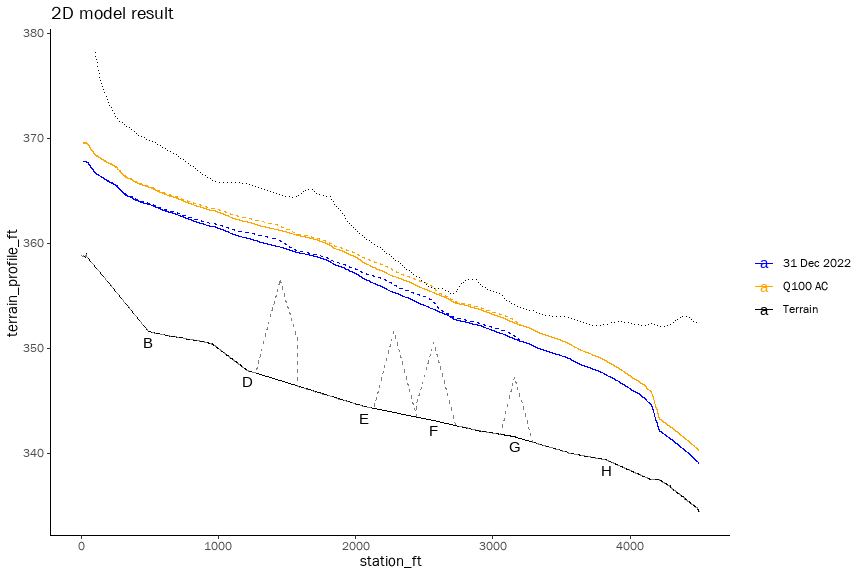 2D model result
380
370
360
350
340
terrain_profile_ft
B
D
E
F
G
H
0
1000
2000
3000
4000
station_ft
a 31 Dec 2022
a Q100 AC
a Terrain